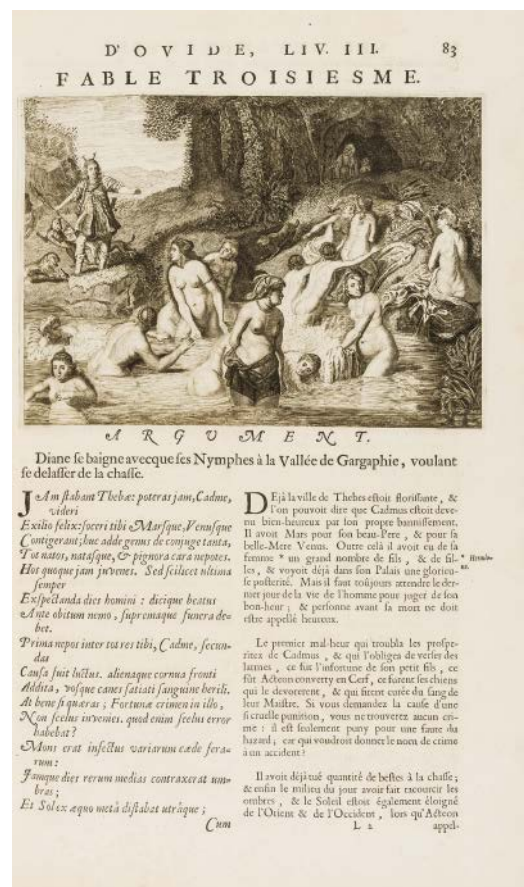 D'OVIDE, LIV. III. 83
FABLE TROISIESME.
ARGUMENT.
Diane se baigne avecque ses Nymphes à la Vallée de Gargaphie, voulant
se delasser de la chasse.
JAm stabant Thebæ: poteras jam, Cadme,
videri
Exilio felix: soceri tibi Marsque, Venusque
Contigerant; huc adde genus de conjuge tanta,
Tot natos, natasque, & pignora cara nepotes.
Hos quoque jam juvenes. Sed scilicet ultima
semper
Exspectanda dies homini: dicique beatus
Ante obitum nemo, supremaque funera de-
bet.
Prima nepos inter tot res tibi, Cadme, secun-
das
Causa fuit luctus. alienaque cornua fronti
Addita, vosque canes satiati sanguine herili.
At bene si quæras; Fortunæ crimen in illo,
Non scelus invenies. quod enim scelus error
habebat?
Mons erat infectus variarum cæde fera-
rum:
Jamque dies rerum medias contraxerat um-
bras;
Et Sol ex æquo metâ distabat utrâque;
Cum
DEjà la ville de Thebes estoit florissante, &
l'on pouvoit dire que Cadmus estoit deve-
nu bien-heureux par son propre bannissement.
Il avoit Mars pour son beau-Pere, & pour sa
belle-Mere Venus. Outre celà il avoit eu de sa
femme * un grand nombre de fils, & de fil-
les, & voyoit déjà dans son Palais une glorieu-
se posterité. Mais il faut toûjours attendre le der-
nier jour de la vie de l'homme pour juger de son
bon-heur; & personne avant sa mort ne doit
estre appellé heureux.
Le premier mal-heur qui troubla les prospe-
ritez de Cadmus, & qui l'obligea de verser des
larmes, ce fut l'infortune de son petit fils, ce
fût Acteon converty en Cerf, ce furent ses chiens
qui le devorerent, & qui firent curée du sang de
leur Maistre. Si vous demandez la cause d'une
si cruelle punition, vous ne trouverez aucun cri-
me: il est seulement puny pour une faute du
hazard; car qui voudroit donner le nom de crime
à un accident?
Il avoit déjà tué quantité de bestes à la chasse;
& enfin le milieu du jour avoit fait racourcir les
ombres, & le Soleil estoit également éloigné
de l'Orient & de l'Occident, lors qu'Acteon
L 2 appel-